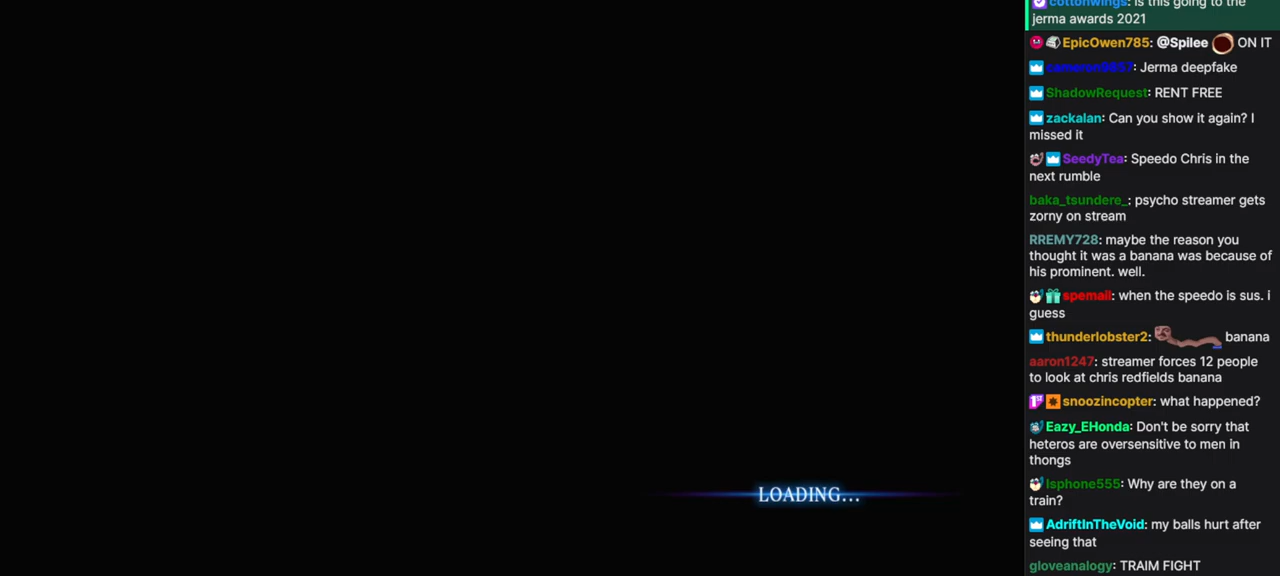 cottonwings: is this going to the
jerma awards 2021
EpicOwen785: @Spilee ON IT
cameron9857: Jerma deepfake
ShadowRequest: RENT FREE
zackalan: Can you show it again? I
missed it
SeedyTea: Speedo Chris in the
next rumble
baka_tsundere_: psycho streamer gets
zorny on stream
RREMY728: maybe the reason you
thought it was a banana was because of
his prominent. well.
spemail: when the speedo is sus. i
guess
thunderlobster2: banana
aaron1247: streamer forces 12 people
to look at chris redfields banana
snoozincopter: what happened?
Eazy_EHonda: Don't be sorry that
heteros are oversensitive to men in
thongs
Isphone555: Why are they on a
train?
LOADING...
AdriftInTheVoid: my balls hurt after
seeing that
gloveanalogy: TRAIM FIGHT